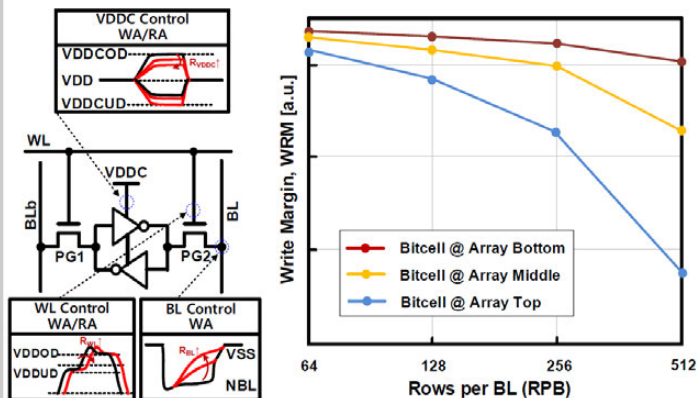 VDDC Control
WA/RA
VDDCOD
RVDDC↑
VDD
VDDCUD
WL
VDDC
BLb
BL
PG1
PG2
WL Control
WA/RA
VDDOD
RWL↑
VDDUD
BL Control
WA
RBL↑
VSS
NBL
Write Margin, WRM [a.u.]
Bitcell @ Array Bottom
Bitcell @ Array Middle
Bitcell @ Array Top
64
128
256
512
Rows per BL (RPB)